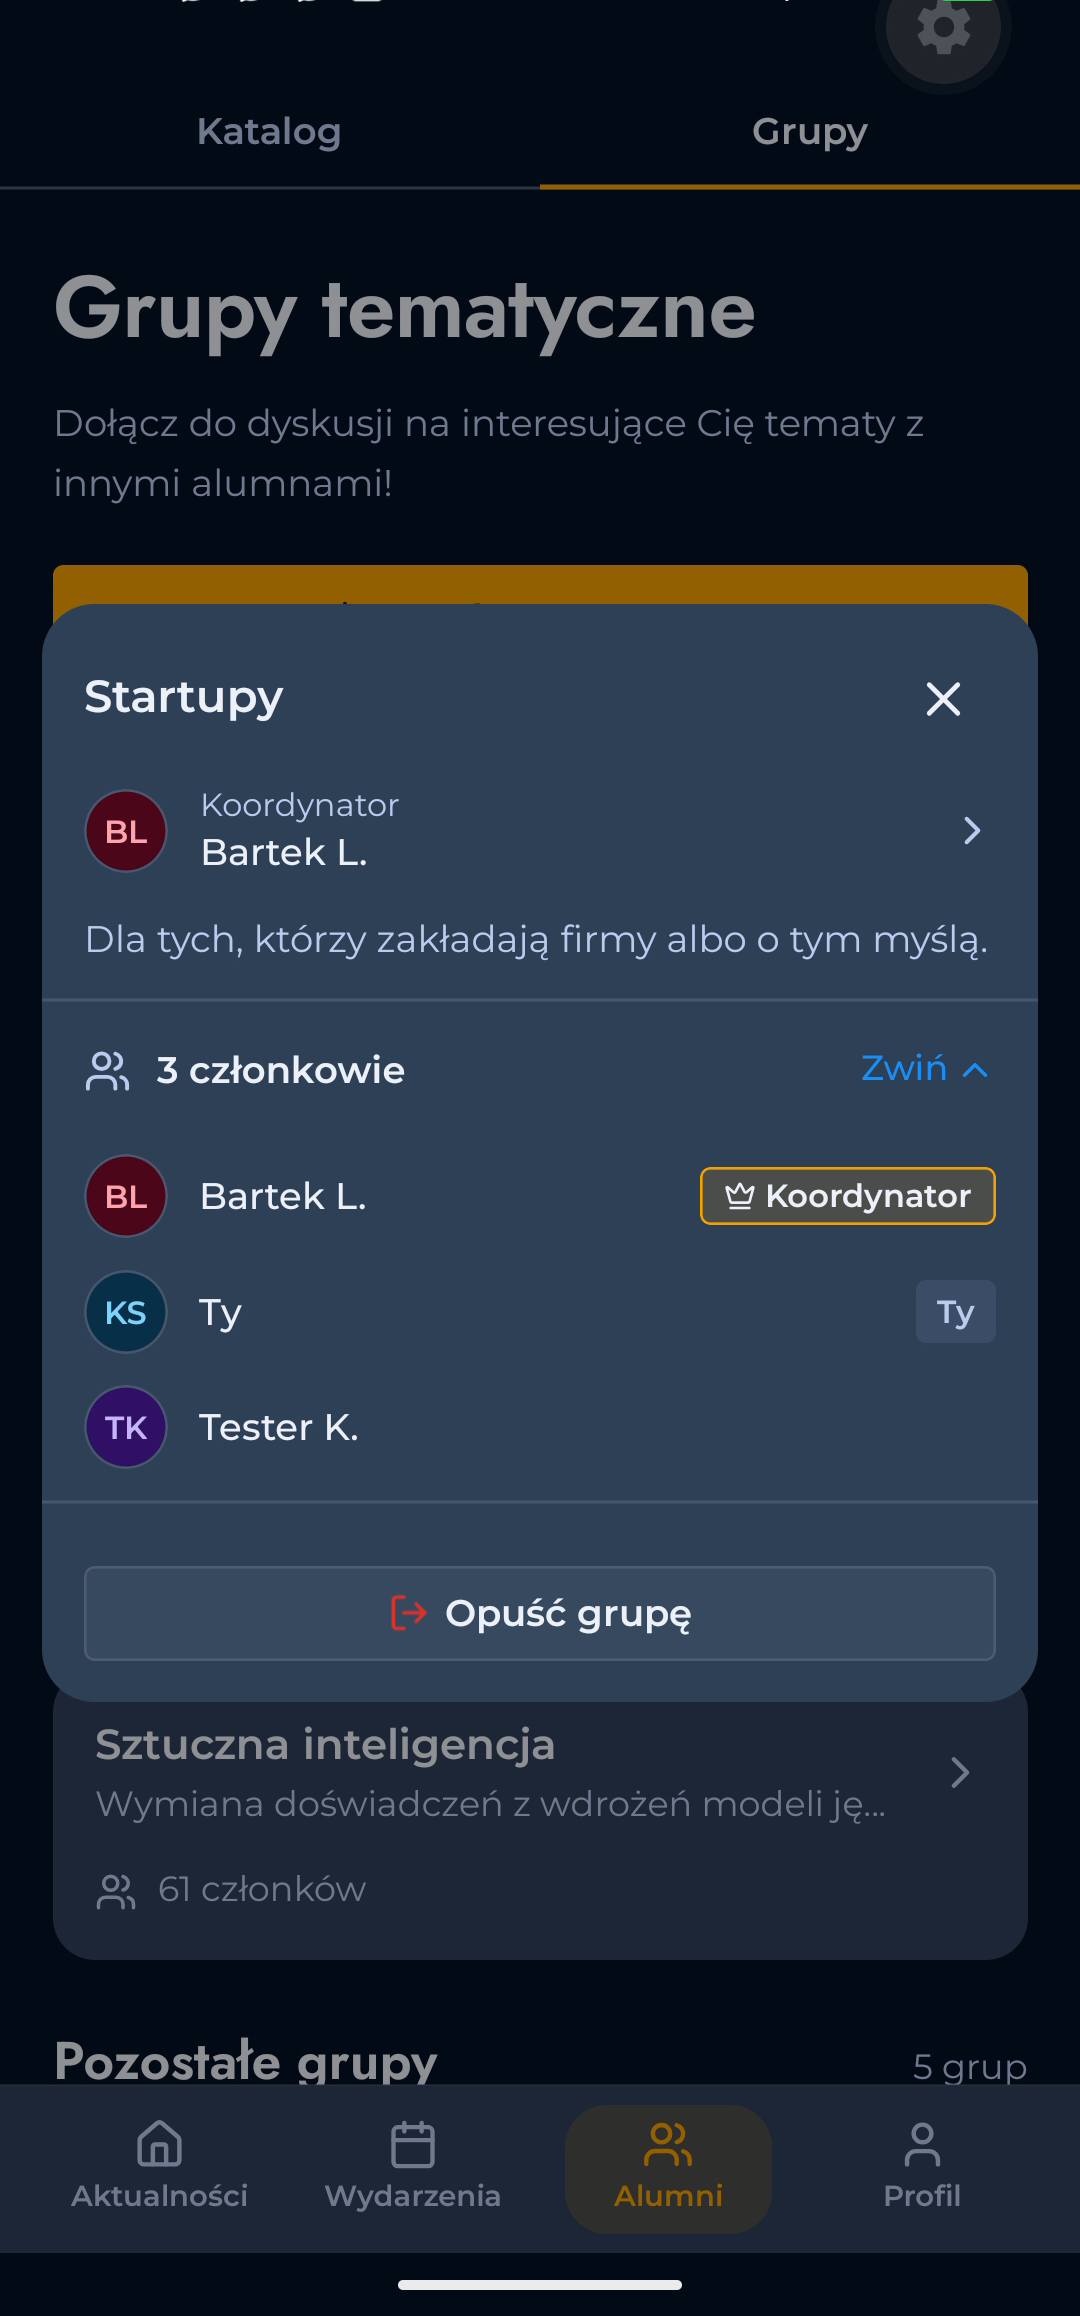 Katalog
Grupy
Grupy tematyczne
Dołącz do dyskusji na interesujące Cię tematy z
innymi alumnami!
Startupy
BL
Koordynator
Bartek L.
Dla tych, którzy zakładają firmy albo o tym myślą.
3 członkowie
Zwiń
BL
Bartek L.
Koordynator
KS
Ty
Ty
TK
Tester K.
Opuść grupę
Sztuczna inteligencja
Wymiana doświadczeń z wdrożeń modeli ję...
61 członków
Pozostałe grupy
5 grup
Aktualności
Wydarzenia
Alumni
Profil